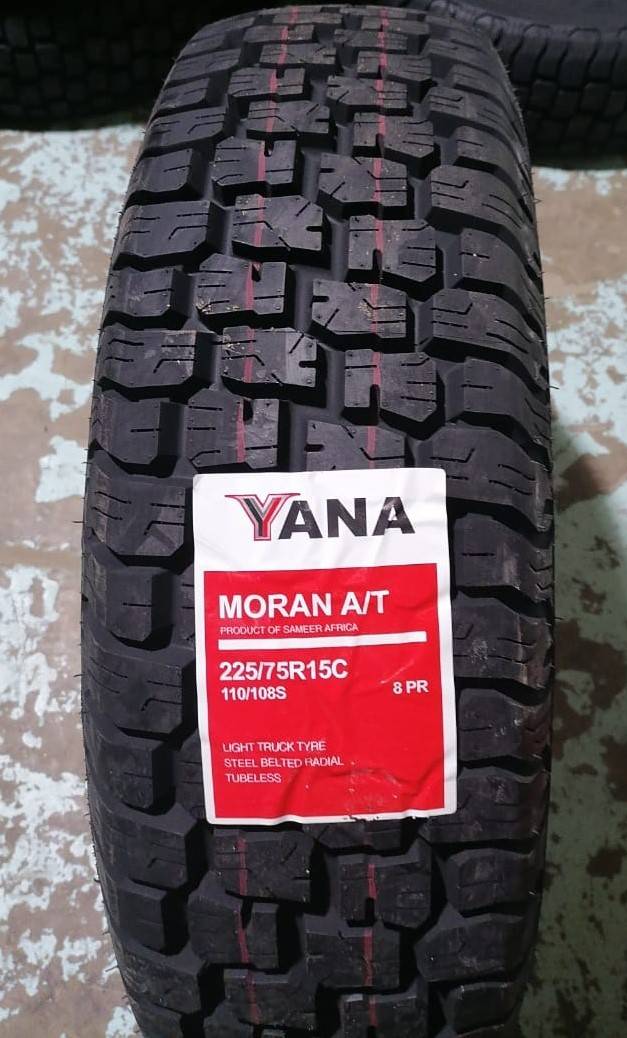 YANA
MORAN A/T
PRODUCT OF SAMEER AFRICA
225/75R15C
110/108S 8 PR
LIGHT TRUCK TYRE
STEEL BELTED RADIAL
TUBELESS